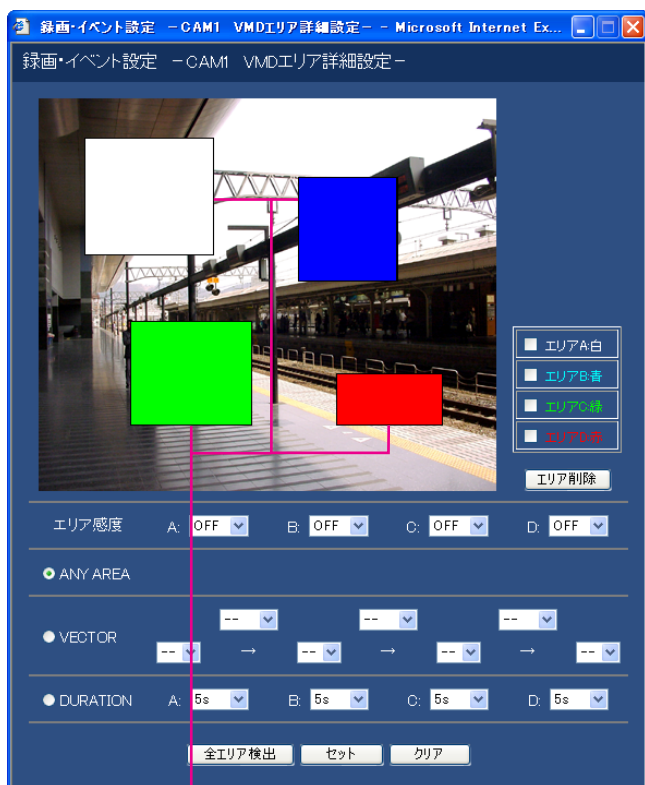 録画・イベント設定 －CAM1 VMDエリア詳細設定－ - Microsoft Internet Ex...
録画・イベント設定 －CAM1 VMDエリア詳細設定－
エリアA:白
エリアB:青
エリアC:緑
エリアD:赤
エリア削除
エリア感度 A: OFF B: OFF C: OFF D: OFF
ANY AREA
-- -- --
VECTOR -- → -- → -- → --
DURATION A: 5s B: 5s C: 5s D: 5s
全エリア検出 セット クリア